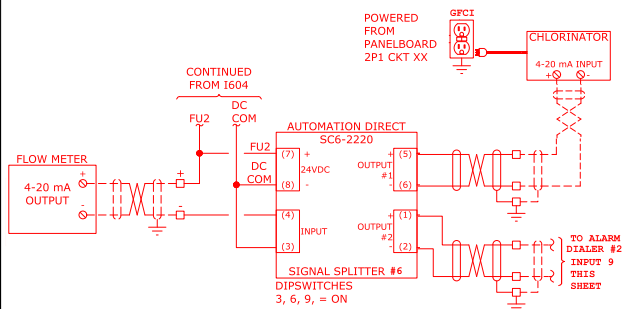 GFCI
POWERED
FROM
PANELBOARD
2P1 CKT XX
CHLORINATOR
4-20 mA INPUT
+ -
CONTINUED
FROM I604
DC
COM
FU2
AUTOMATION DIRECT
SC6-2220
FU2
(7) +
24VDC
DC
COM
(8) -
+ (5)
OUTPUT
#1
- (6)
FLOW METER
4-20 mA
OUTPUT
+
-
+
-
(4)
INPUT
(3)
+ (1)
OUTPUT
#2
- (2)
SIGNAL SPLITTER #6
DIPSWITCHES
3, 6, 9, = ON
TO ALARM
DIALER #2
INPUT 9
THIS
SHEET